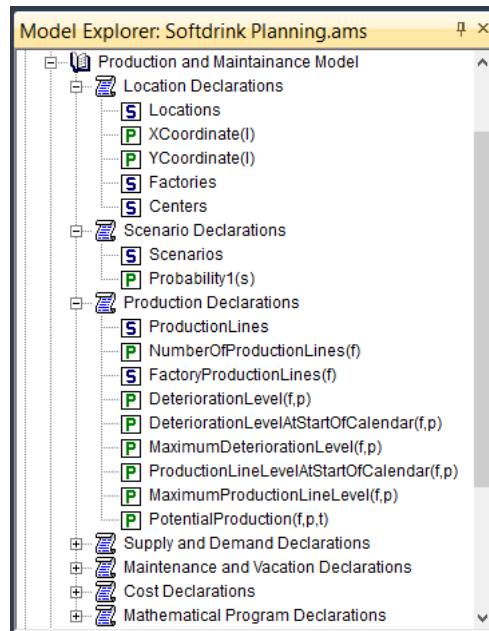 Model Explorer: Softdrink Planning.ams
Production and Maintainance Model
Location Declarations
S Locations
P XCoordinate(l)
P YCoordinate(l)
S Factories
S Centers
Scenario Declarations
S Scenarios
P Probability1(s)
Production Declarations
S ProductionLines
P NumberOfProductionLines(f)
S FactoryProductionLines(f)
P DeteriorationLevel(f,p)
P DeteriorationLevelAtStartOfCalendar(f,p)
P MaximumDeteriorationLevel(f,p)
P ProductionLineLevelAtStartOfCalendar(f,p)
P MaximumProductionLineLevel(f,p)
P PotentialProduction(f,p,t)
Supply and Demand Declarations
Maintenance and Vacation Declarations
Cost Declarations
Mathematical Program Declarations